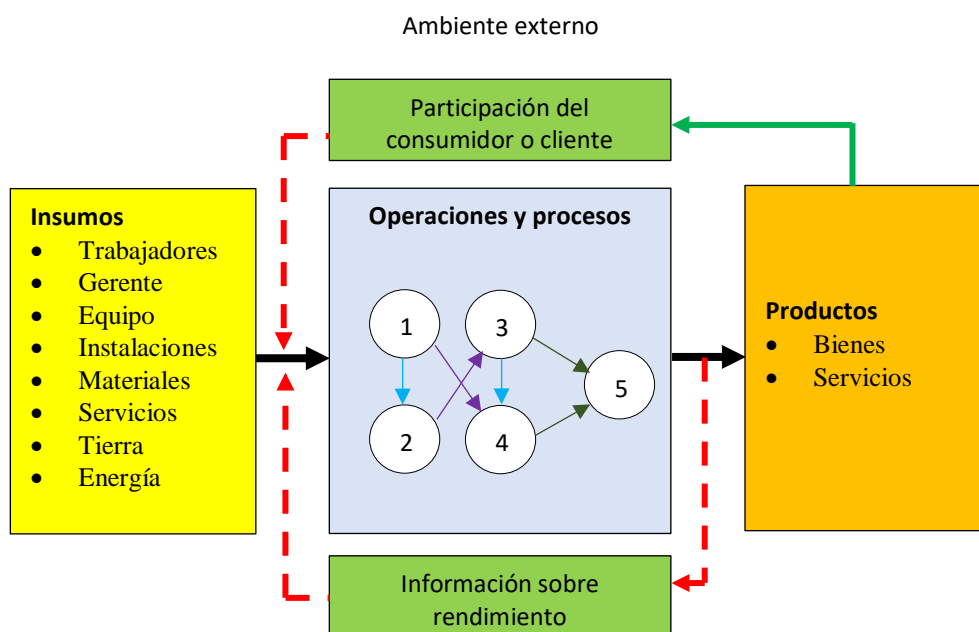 Ambiente externo
Participación del
consumidor o cliente
Insumos
• Trabajadores
• Gerente
• Equipo
• Instalaciones
• Materiales
• Servicios
• Tierra
• Energía
Operaciones y procesos
1
3
5
2
4
Productos
• Bienes
• Servicios
Información sobre
rendimiento